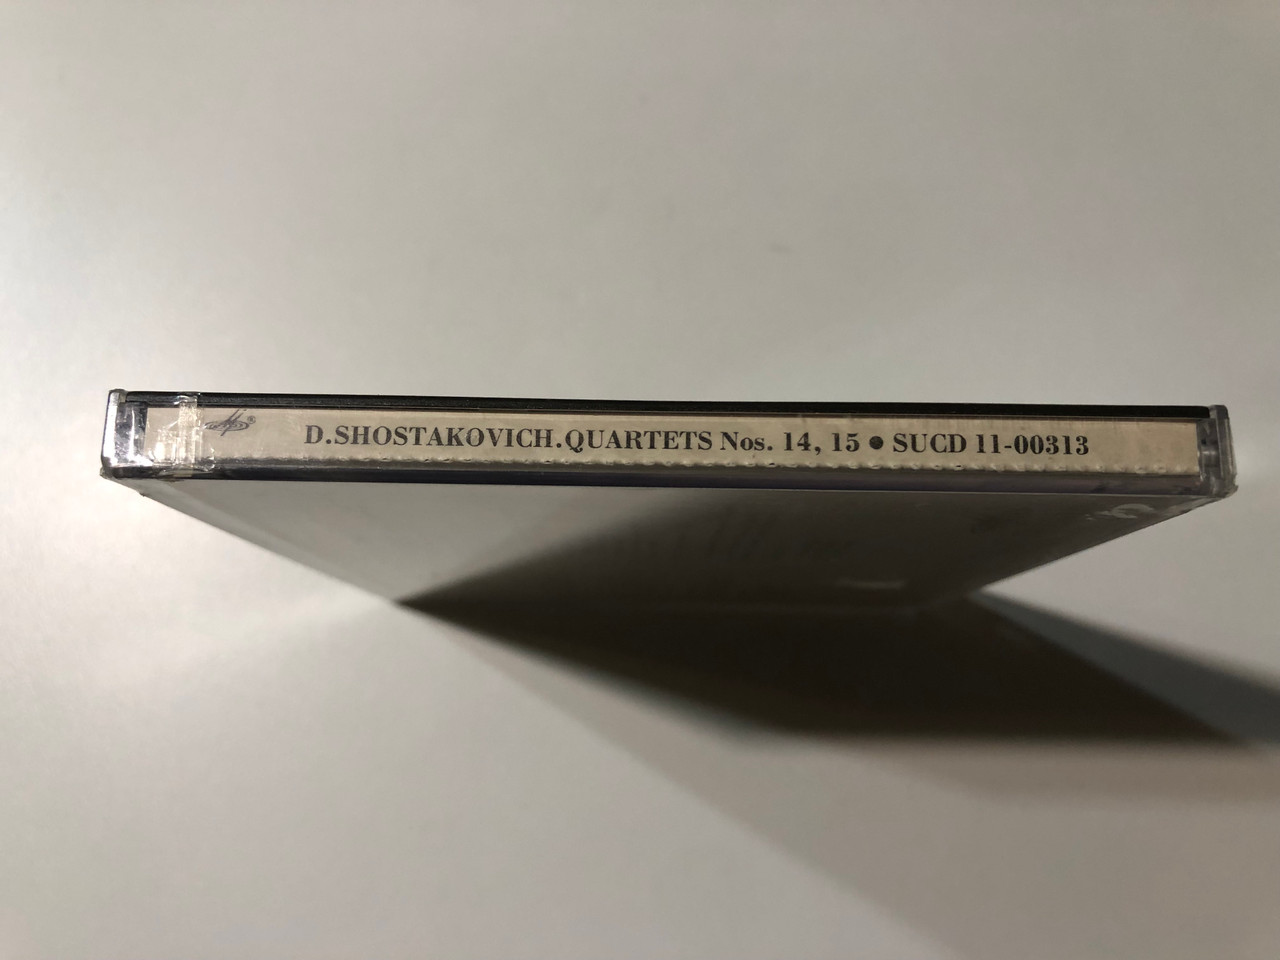 D.SHOSTAKOVICH.QUARTETS Nos. 14, 15 ● SUCD 11-00313